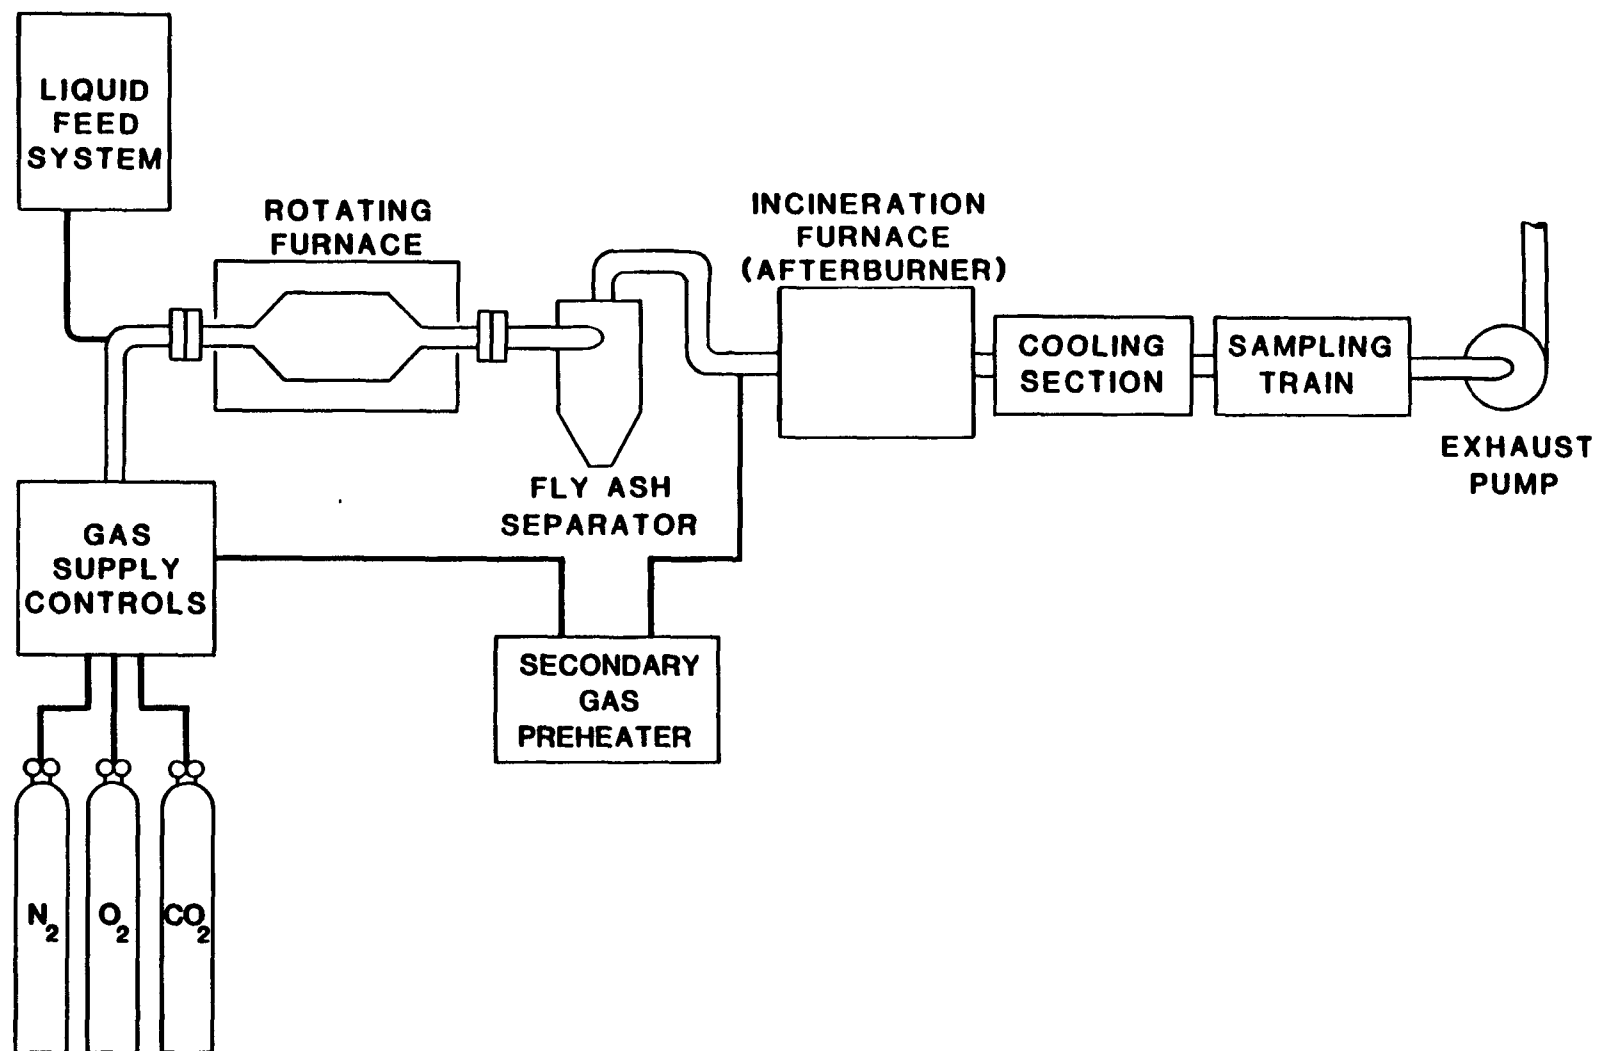 LIQUID
FEED
SYSTEM
ROTATING
FURNACE
INCINERATION
FURNACE
(AFTERBURNER)
COOLING
SECTION
SAMPLING
TRAIN
EXHAUST
PUMP
FLY ASH
SEPARATOR
GAS
SUPPLY
CONTROLS
SECONDARY
GAS
PREHEATER
N2
O2
CO2